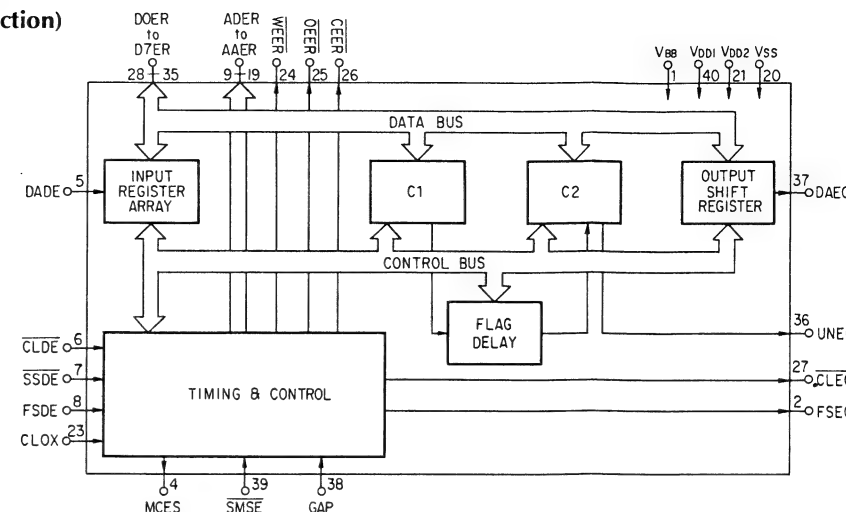 ction)
DOER
to
D7ER
28 35
ADER
to
AAER
9 19
WEER
24
OEER
25
CEER
26
VBB
1
VDD1
40
VDD2
21
VSS
20
DATA BUS
DADE 5
INPUT
REGISTER
ARRAY
C1
C2
OUTPUT
SHIFT
REGISTER
37
DAEC
CONTROL BUS
FLAG
DELAY
36
UNE
CLDE 6
SSDE 7
FSDE 8
CLOX 23
TIMING & CONTROL
27
CLEC
2
FSEC
4
MCES
39
SMSE
38
GAP